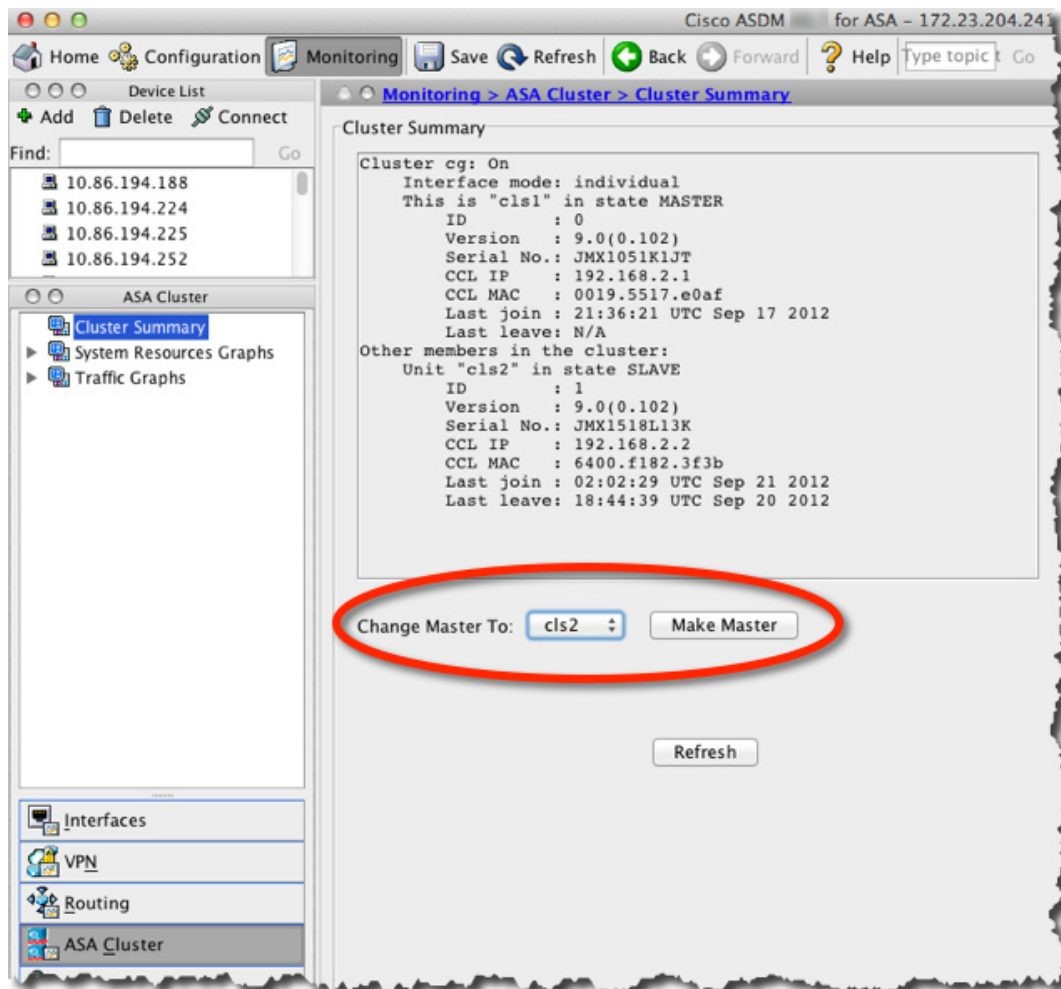 Cisco ASDM for ASA - 172.23.204.241
Home Configuration Monitoring Save Refresh Back Forward Help Type topic t Go
Device List
Add Delete Connect
Find: Go
10.86.194.188
10.86.194.224
10.86.194.225
10.86.194.252
ASA Cluster
Cluster Summary
System Resources Graphs
Traffic Graphs
Interfaces
VPN
Routing
ASA Cluster
Monitoring > ASA Cluster > Cluster Summary
Cluster Summary
Cluster cg: On
Interface mode: individual
This is "cls1" in state MASTER
ID : 0
Version : 9.0(0.102)
Serial No.: JMX1051K1JT
CCL IP : 192.168.2.1
CCL MAC : 0019.5517.e0af
Last join : 21:36:21 UTC Sep 17 2012
Last leave: N/A
Other members in the cluster:
Unit "cls2" in state SLAVE
ID : 1
Version : 9.0(0.102)
Serial No.: JMX1518L13K
CCL IP : 192.168.2.2
CCL MAC : 6400.f182.3f3b
Last join : 02:02:29 UTC Sep 21 2012
Last leave: 18:44:39 UTC Sep 20 2012
Change Master To: cls2 Make Master
Refresh